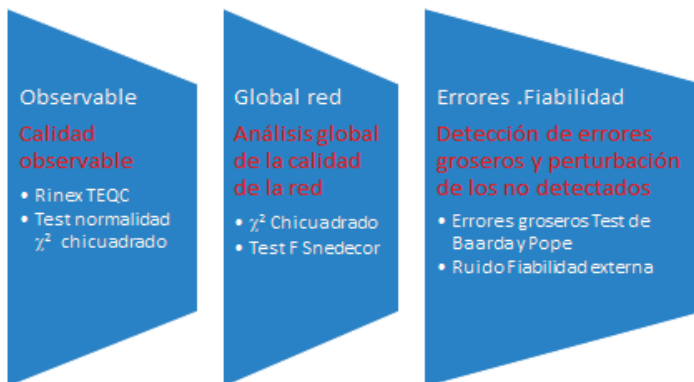 Observable
Calidad
observable
• Rinex TEQC
• Test normalidad
χ² chicuadrado
Global red
Análisis global
de la calidad
de la red
• χ² Chicuadrado
• Test F Snedecor
Errores .Fiabilidad
Detección de errores
groseros y perturbación
de los no detectados
• Errores groseros Test de
Baarda y Pope
• Ruido Fiabilidad externa